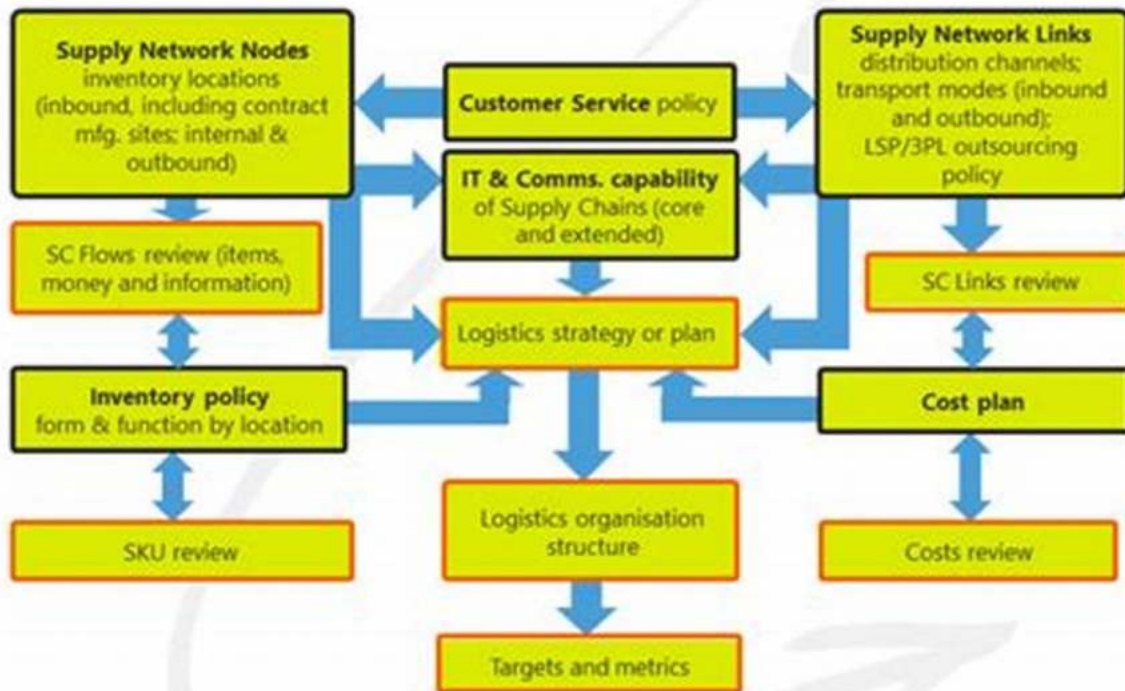 Supply Network Nodes
inventory locations
(inbound, including contract
mfg. sites; internal &
outbound)
Customer Service policy
Supply Network Links
distribution channels;
transport modes (inbound
and outbound);
LSP/3PL outsourcing
policy
IT & Comms. capability
of Supply Chains (core
and extended)
SC Flows review (items,
money and information)
SC Links review
Logistics strategy or plan
Inventory policy
form & function by location
Cost plan
SKU review
Logistics organisation
structure
Costs review
Targets and metrics